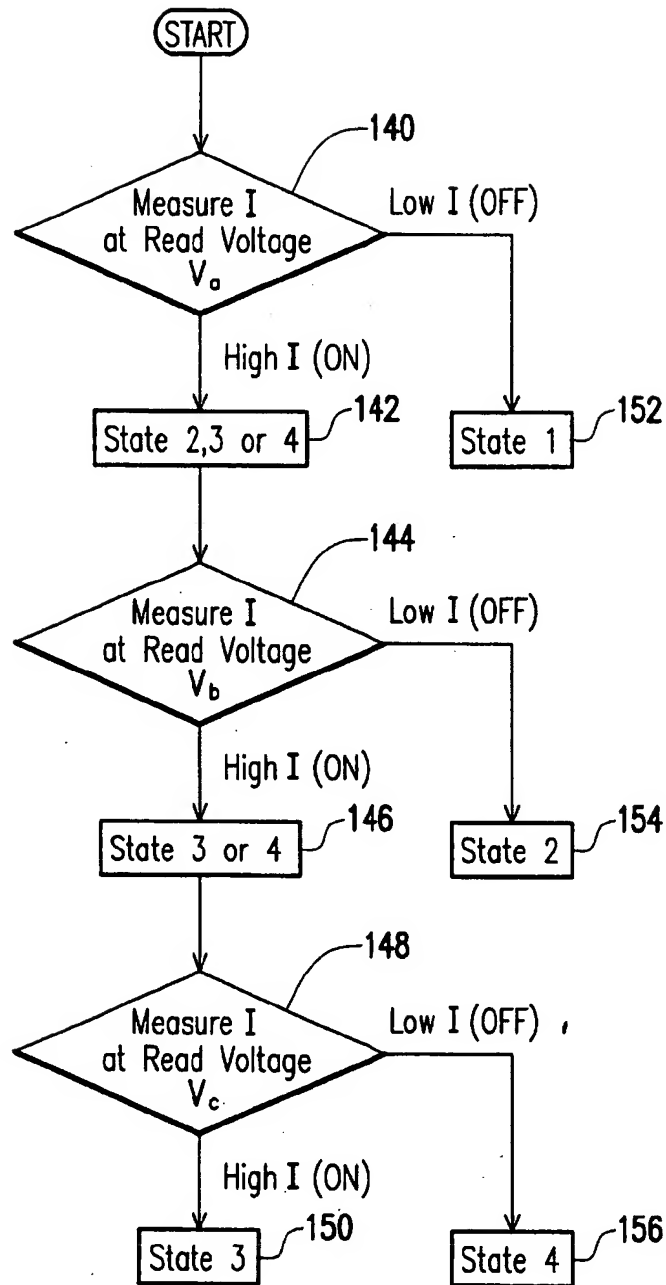 START
140
Measure I
at Read Voltage
Va
Low I (OFF)
High I (ON)
142
State 2,3 or 4
152
State 1
144
Measure I
at Read Voltage
Vb
Low I (OFF)
High I (ON)
146
State 3 or 4
154
State 2
148
Measure I
at Read Voltage
Vc
Low I (OFF)
High I (ON)
150
State 3
156
State 4